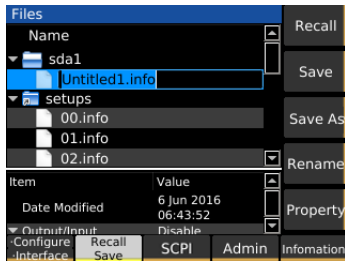 Files
Name
sda1
Untitled1.info
setups
00.info
01.info
02.info
Item Value
Date Modified 6 Jun 2016
06:43:52
Output/Input Disable
Recall
Save
Save As
Rename
Property
·Configure
·Interface
Recall
Save
SCPI
Admin
Infomation